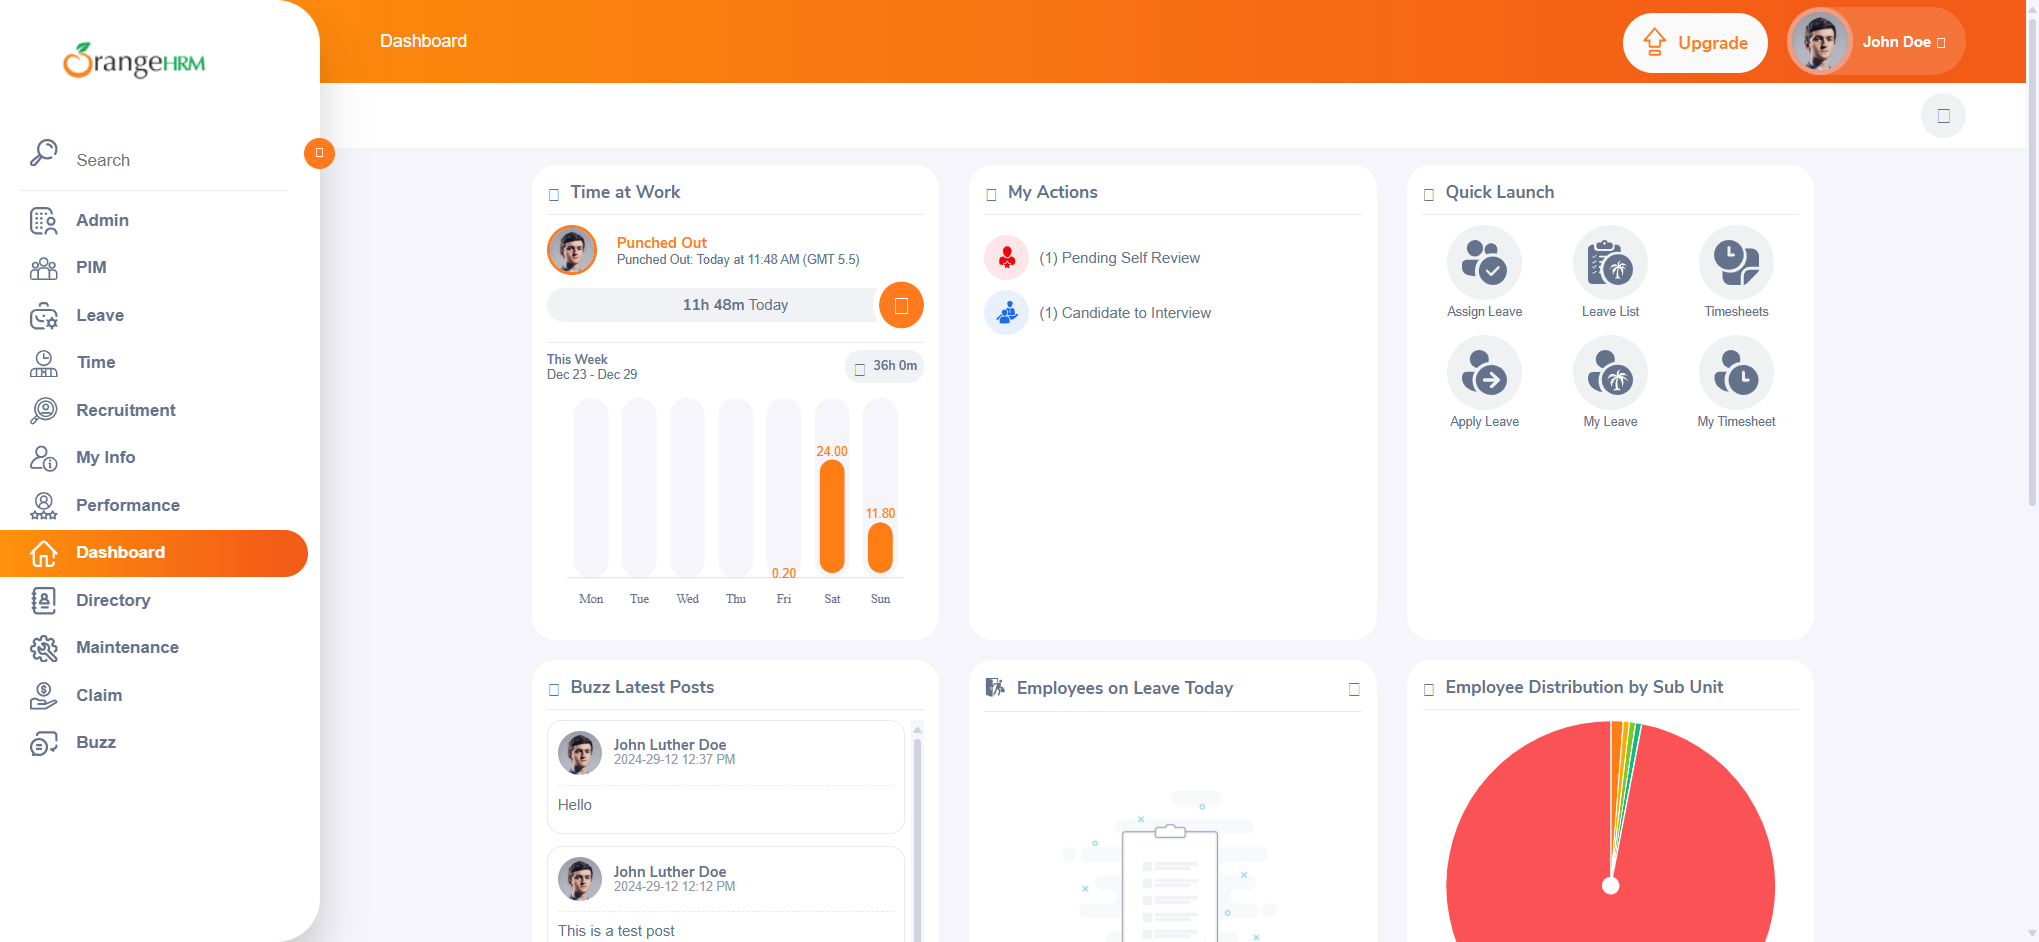 OrangeHRM
Dashboard
Upgrade
John Doe
Search
Admin
PIM
Leave
Time
Recruitment
My Info
Performance
Dashboard
Directory
Maintenance
Claim
Buzz
Time at Work
Punched Out
Punched Out: Today at 11:48 AM (GMT 5.5)
11h 48m Today
This Week
Dec 23 - Dec 29
36h 0m
24.00
11.80
0.20
Mon Tue Wed Thu Fri Sat Sun
My Actions
(1) Pending Self Review
(1) Candidate to Interview
Quick Launch
Assign Leave
Leave List
Timesheets
Apply Leave
My Leave
My Timesheet
Buzz Latest Posts
John Luther Doe
2024-29-12 12:37 PM
Hello
John Luther Doe
2024-29-12 12:12 PM
This is a test post
Employees on Leave Today
Employee Distribution by Sub Unit